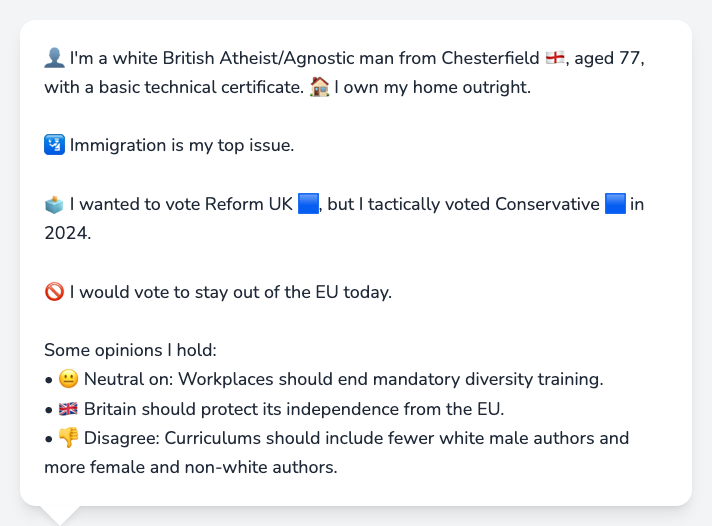 👤 I'm a white British Atheist/Agnostic man from Chesterfield 🏴󠁧󠁢󠁥󠁮󠁧󠁿, aged 77,
with a basic technical certificate. 🏠 I own my home outright.
🛂 Immigration is my top issue.
🗳️ I wanted to vote Reform UK 🟦, but I tactically voted Conservative 🟦 in
2024.
🚫 I would vote to stay out of the EU today.
Some opinions I hold:
• 😐 Neutral on: Workplaces should end mandatory diversity training.
• 🇬🇧 Britain should protect its independence from the EU.
• 👎 Disagree: Curriculums should include fewer white male authors and
more female and non-white authors.